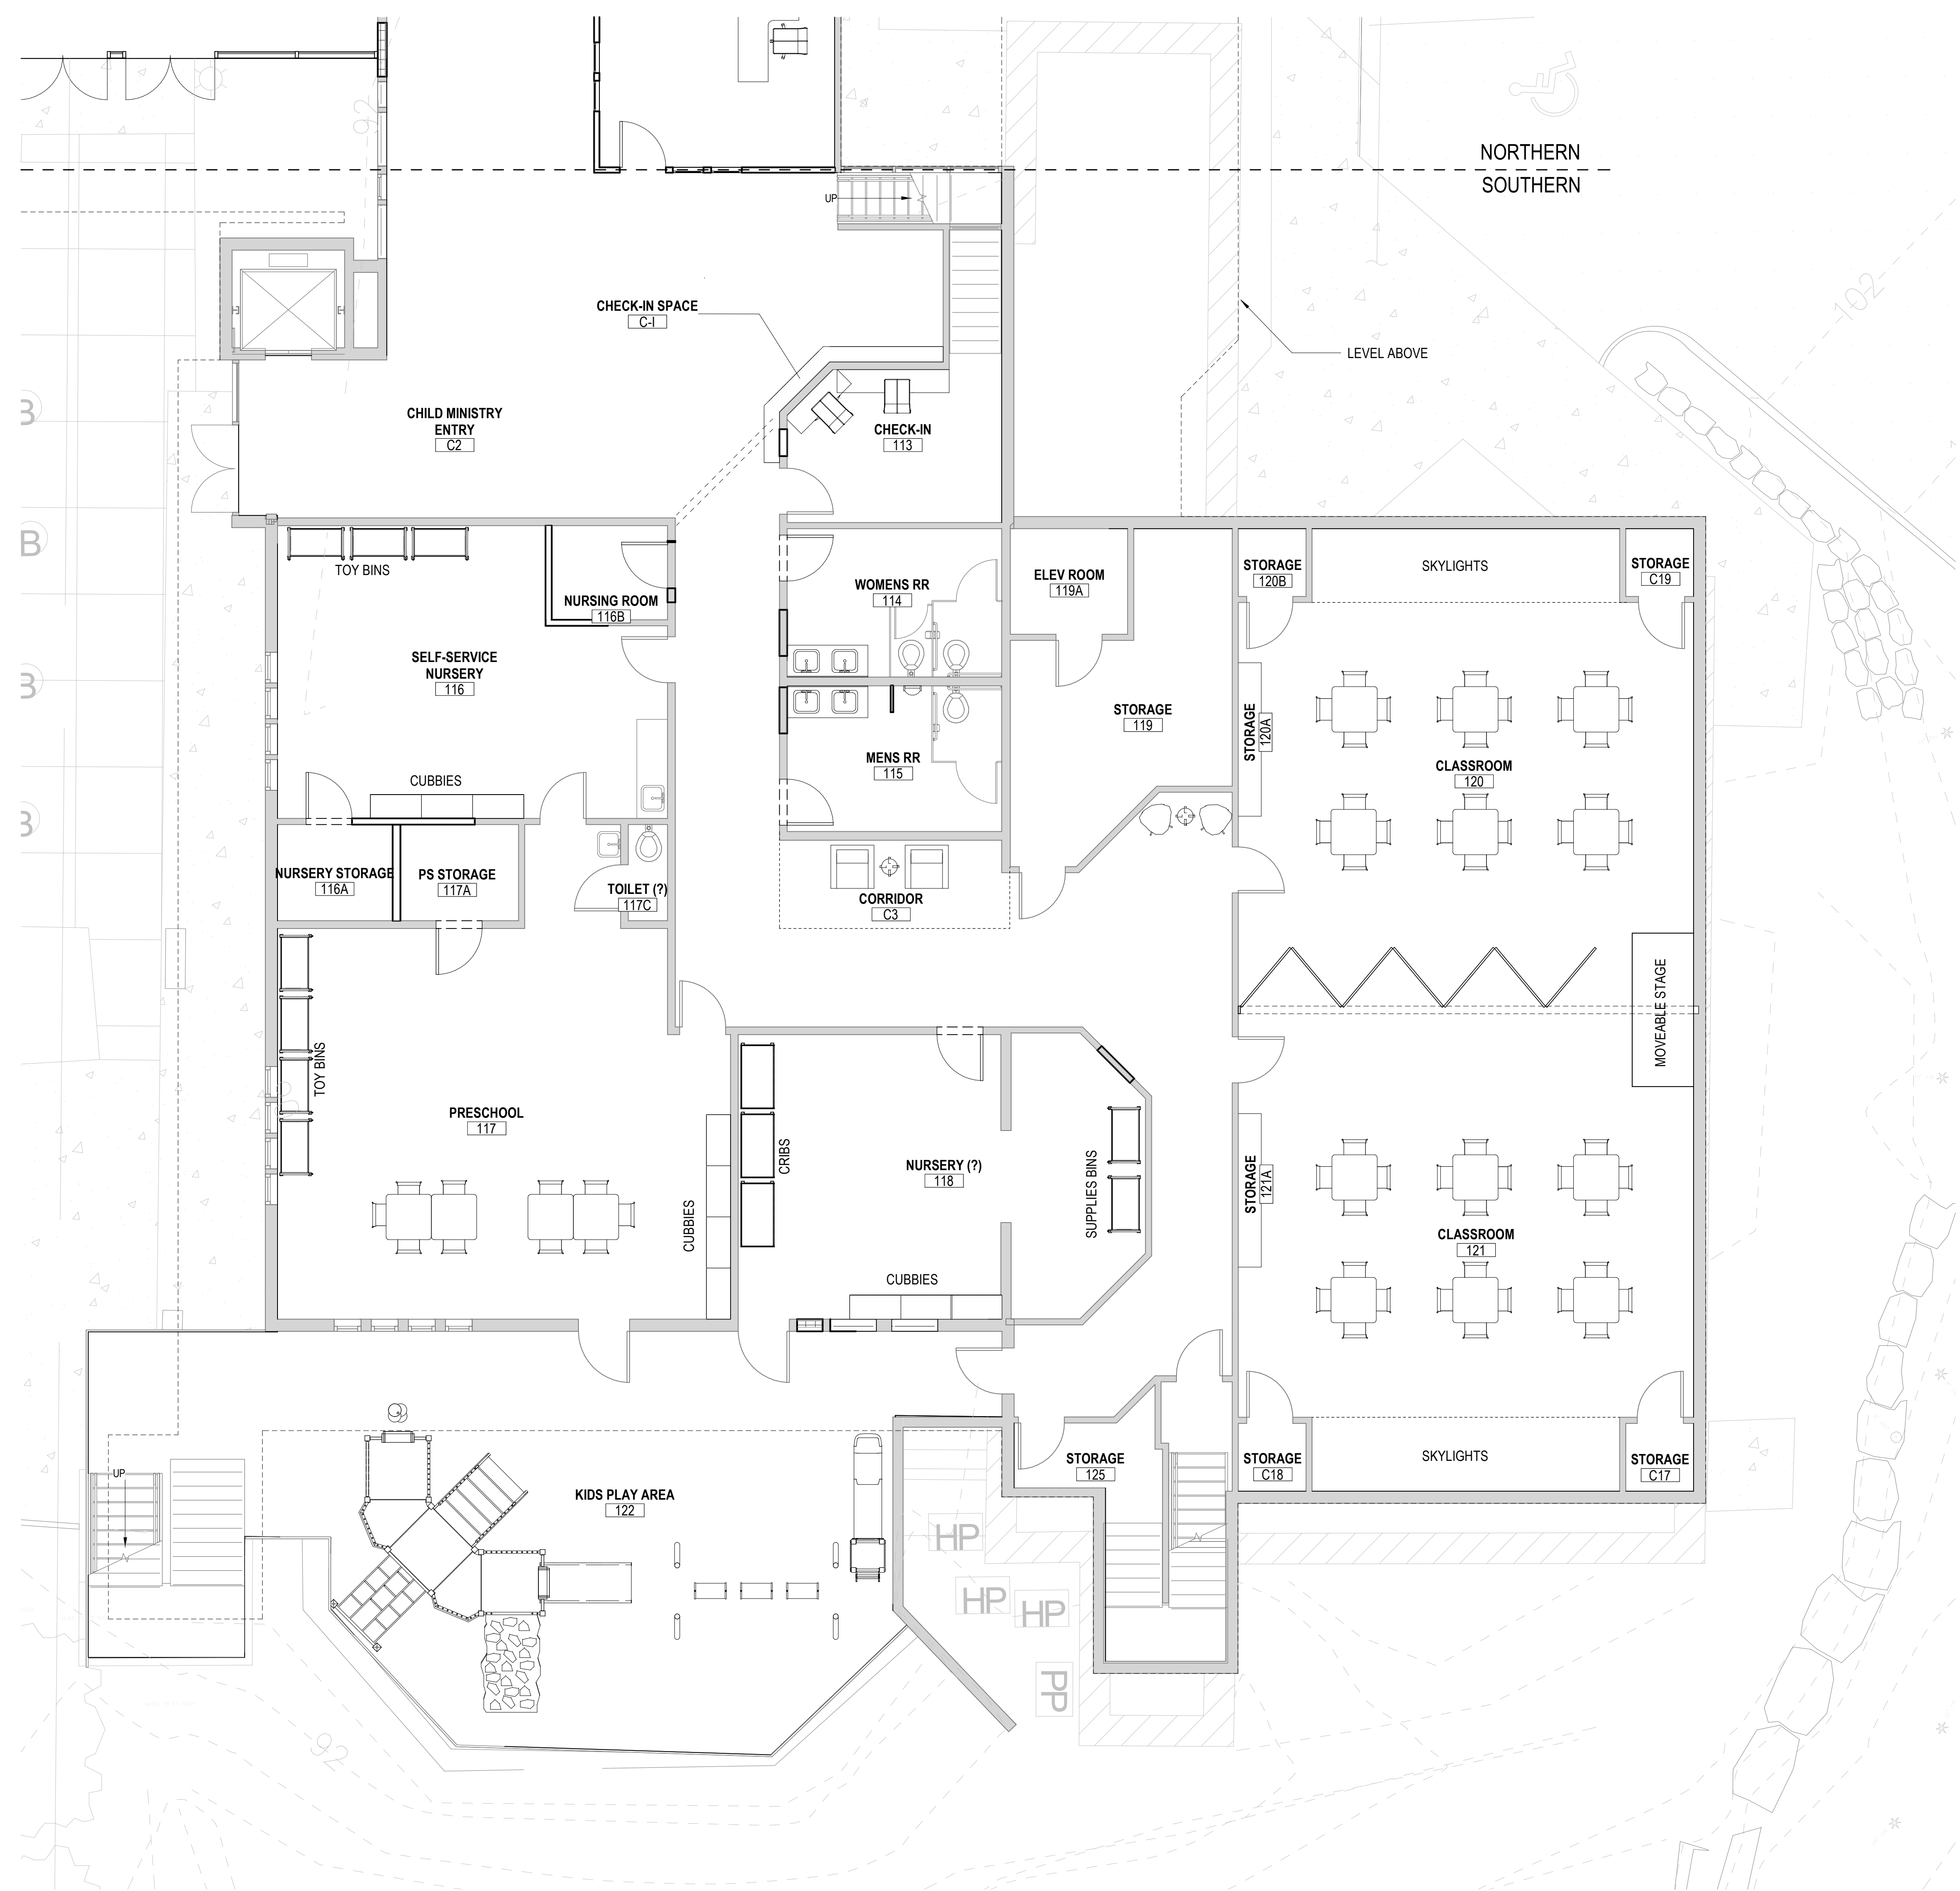 92
NORTHERN
SOUTHERN
UP
102
CHECK-IN SPACE
C-I
LEVEL ABOVE
B
CHILD MINISTRY
ENTRY
C2
CHECK-IN
113
B
TOY BINS
NURSING ROOM
116B
WOMENS RR
114
ELEV ROOM
119A
STORAGE
120B
SKYLIGHTS
STORAGE
C19
SELF-SERVICE
NURSERY
116
B
STORAGE
119
STORAGE
120A
MENS RR
115
CLASSROOM
120
CUBBIES
B
NURSERY STORAGE
116A
PS STORAGE
117A
TOILET (?)
117C
CORRIDOR
C3
MOVEABLE STAGE
TOY BINS
PRESCHOOL
117
CRIBS
NURSERY (?)
118
SUPPLIES BINS
STORAGE
121A
CUBBIES
CLASSROOM
121
CUBBIES
STORAGE
125
STORAGE
C18
SKYLIGHTS
STORAGE
C17
UP
KIDS PLAY AREA
122
HP
HP
HP
PP
92